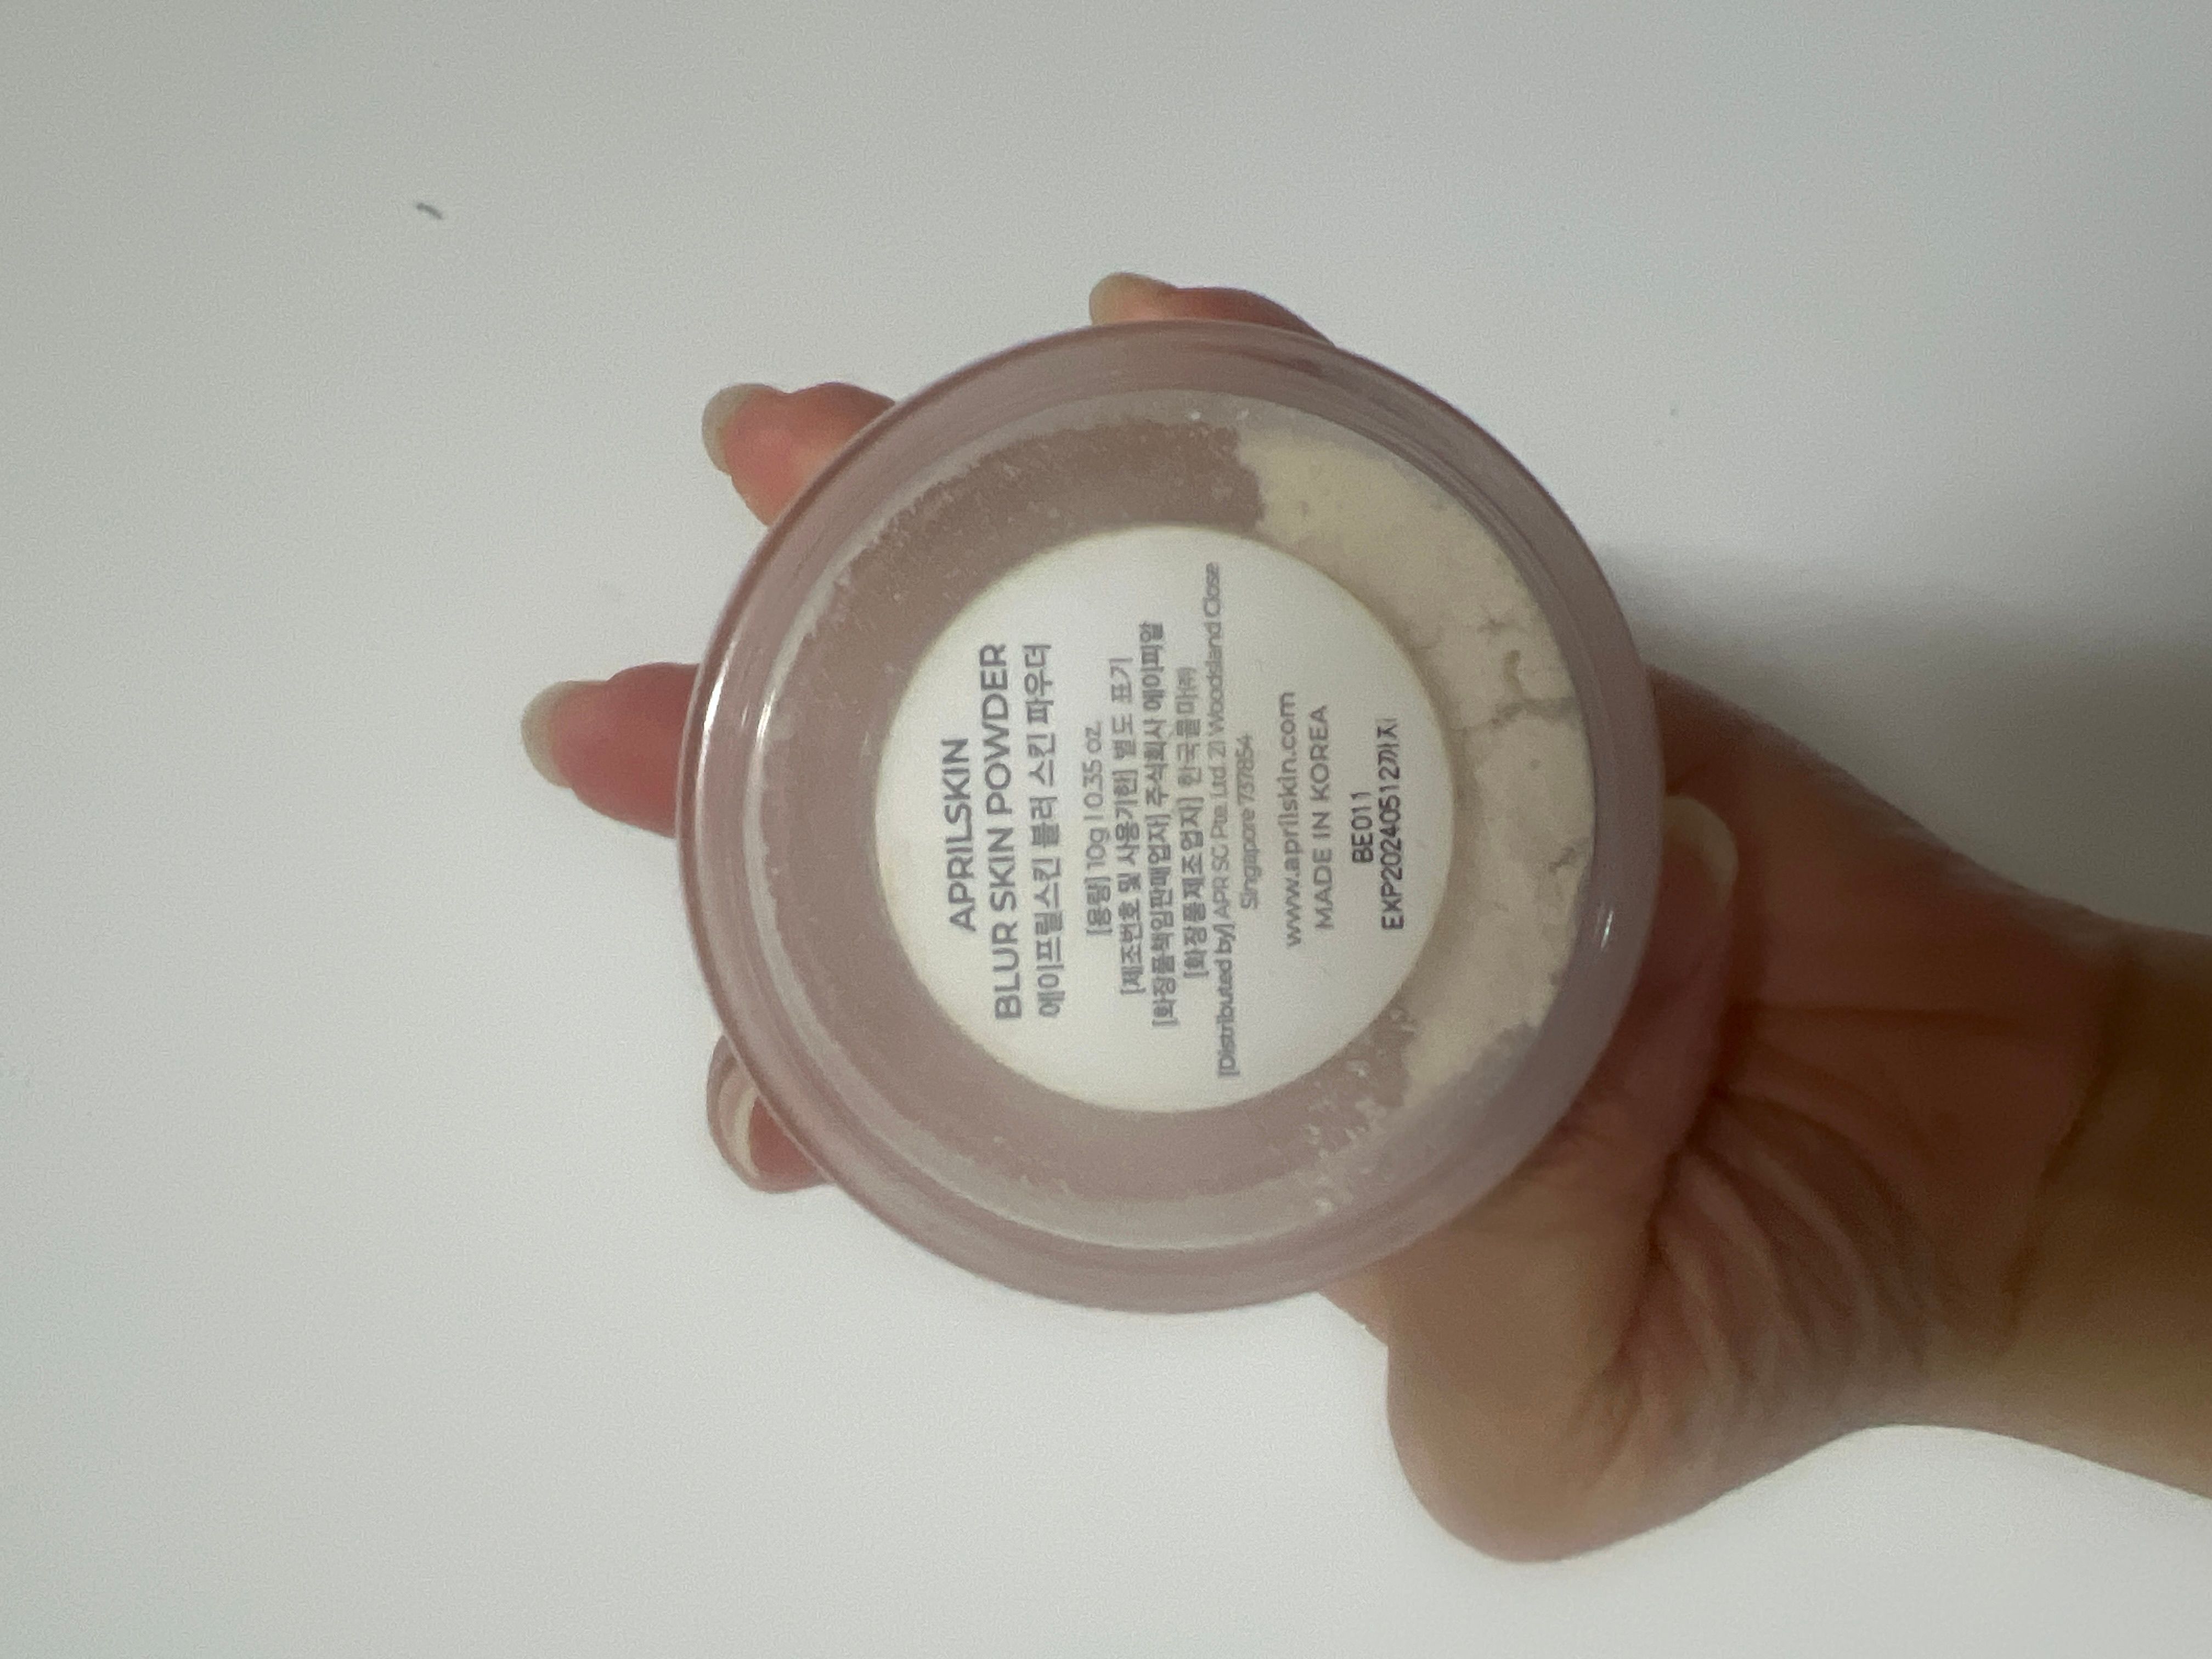 APRILSKIN
BLUR SKIN POWDER
에이프릴스킨 블러 스킨 파우더
[용량] 10g | 0.35 oz.
[제조번호 및 사용기한] 별도 표기
[화장품책임판매업자] 주식회사 에이피알
[화장품제조업자] 한국콜마㈜
[Distributed by] APR SG Pte. Ltd. 21 Woodsland Close
Singapore 737854
www.aprilskin.com
MADE IN KOREA
BE011
EXP20240512까지